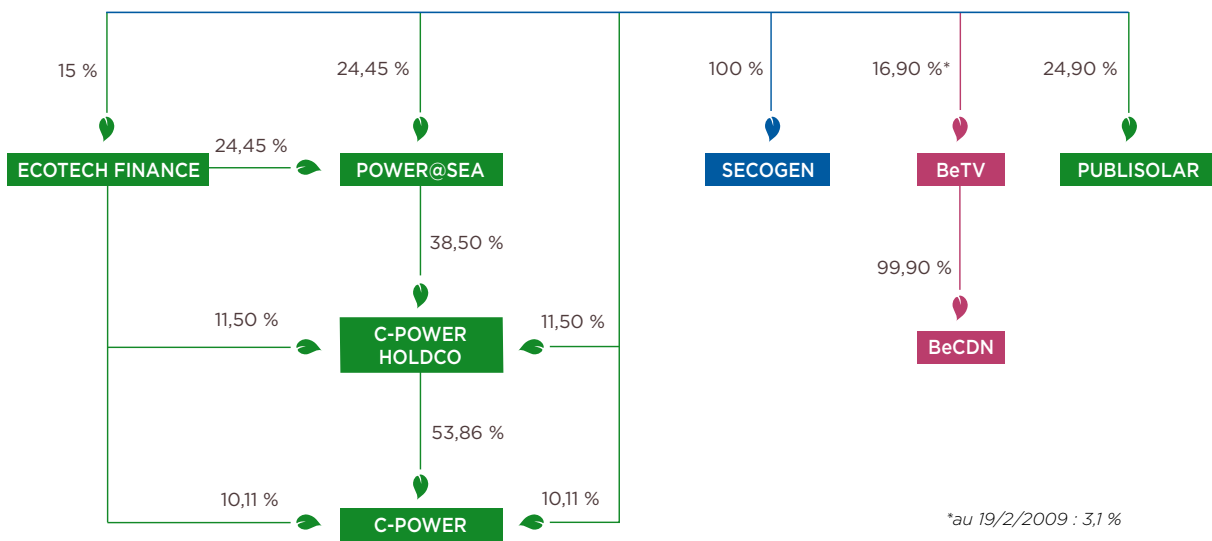 15 %
24,45 %
100 %
16,90 %*
24,90 %
24,45 %
ECOTECH FINANCE
POWER@SEA
SECOGEN
BeTV
PUBLISOLAR
38,50 %
99,90 %
11,50 %
C-POWER
HOLDCO
11,50 %
BeCDN
53,86 %
10,11 %
C-POWER
10,11 %
*au 19/2/2009 : 3,1 %